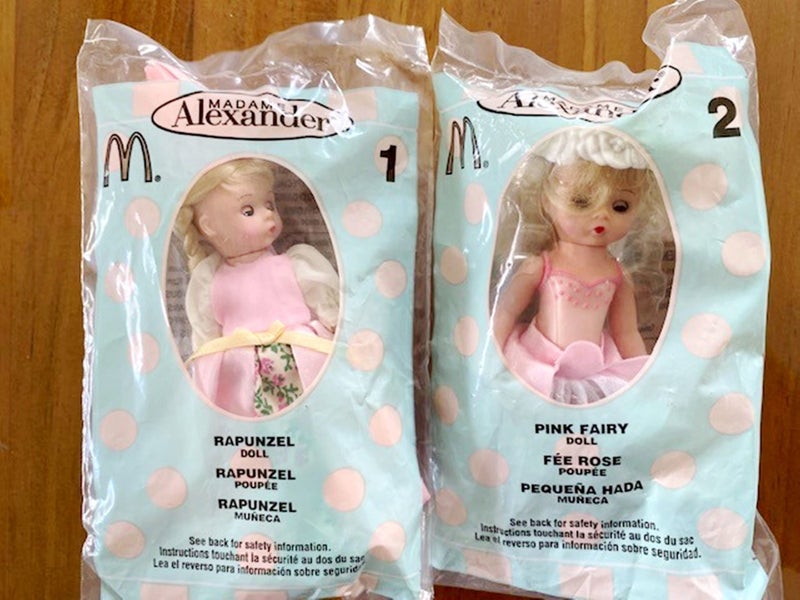 MADAME
Alexander
M
1
RAPUNZEL
DOLL
RAPUNZEL
POUPÉE
RAPUNZEL
MUÑECA
See back for safety information.
Instructions touchant la sécurité au dos du sac
Lea el reverso para información sobre seguridad.
Alexander
M
2
PINK FAIRY
DOLL
FÉE ROSE
POUPÉE
PEQUEÑA HADA
MUÑECA
See back for safety information.
Instructions touchant la sécurité au dos du sac
Lea el reverso para información sobre seguridad.